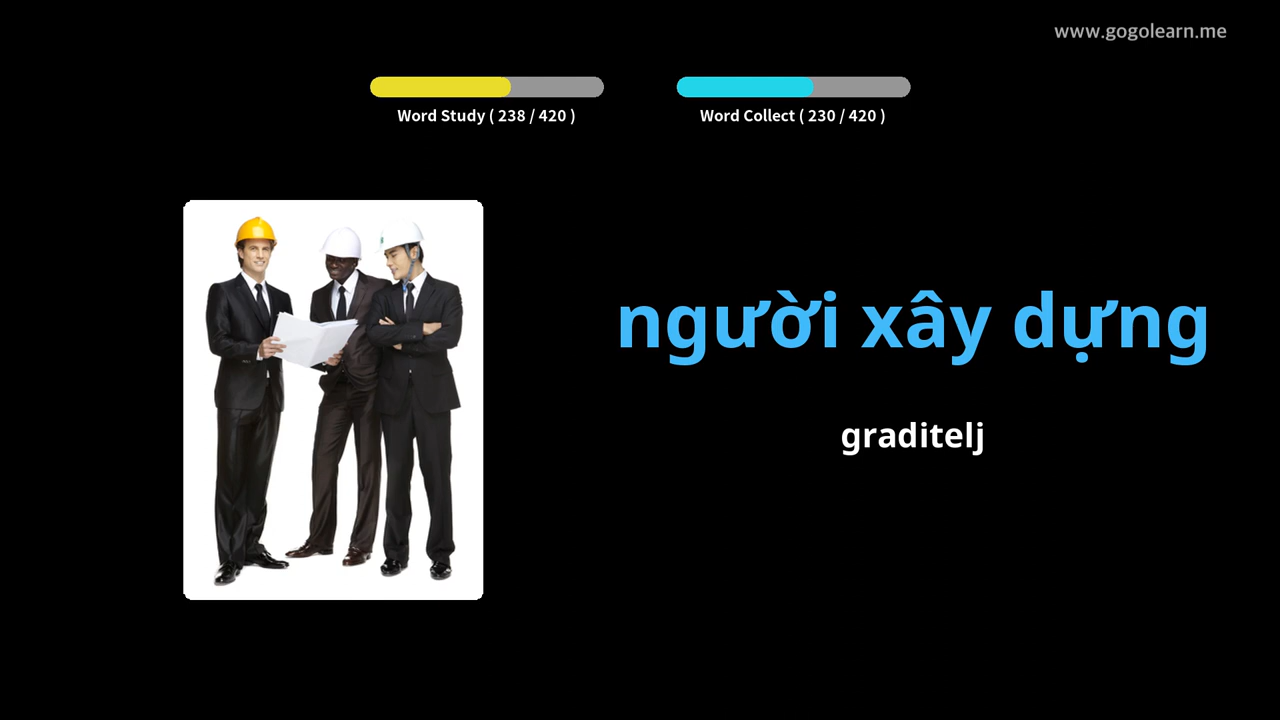 www.gogolearn.me
Word Study ( 238 / 420 )
Word Collect ( 230 / 420 )
người xây dựng
graditelj